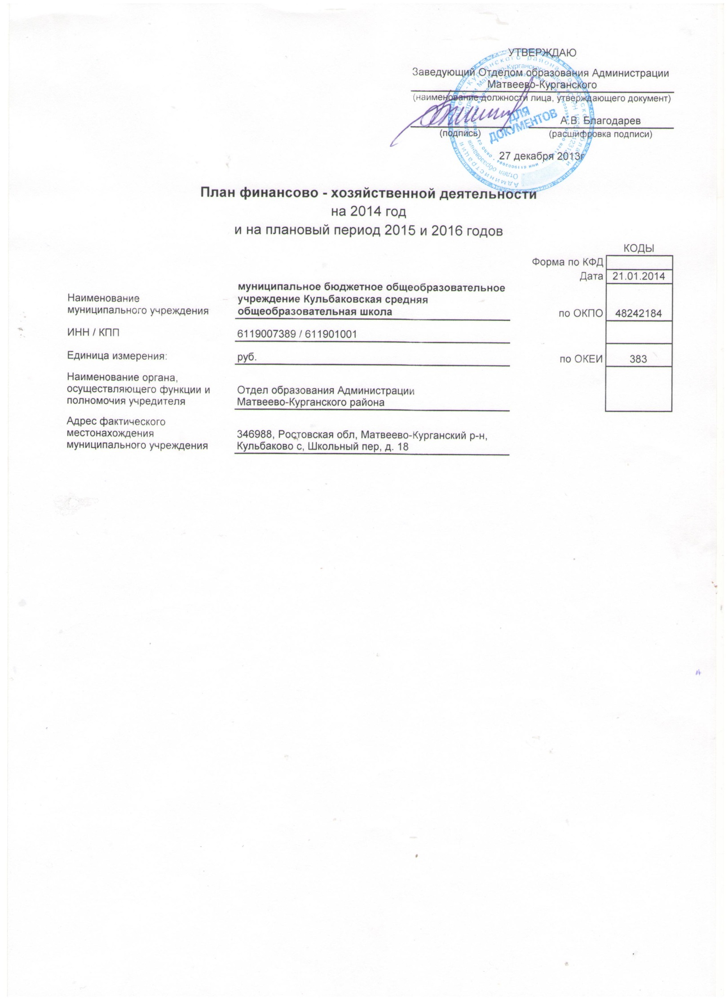 УТВЕРЖДАЮ
Заведующий Отделом образования Администрации
Матвеево-Курганского
(наименование должности лица, утверждающего документ)
А.В. Благодарев
(подпись)
(расшифровка подписи)
ДЛЯ
ДОКУМЕНТОВ
27 декабря 2013г
План финансово - хозяйственной деятельности
на 2014 год
и на плановый период 2015 и 2016 годов
КОДЫ
Форма по КФД
Дата 21.01.2014
Наименование
муниципального учреждения
муниципальное бюджетное общеобразовательное
учреждение Кульбаковская средняя
общеобразовательная школа
по ОКПО 48242184
ИНН / КПП
6119007389 / 611901001
Единица измерения:
руб.
по ОКЕИ 383
Наименование органа,
осуществляющего функции и
полномочия учредителя
Отдел образования Администрации
Матвеево-Курганского района
Адрес фактического
местонахождения
муниципального учреждения
346988, Ростовская обл, Матвеево-Курганский р-н,
Кульбаково с, Школьный пер, д. 18